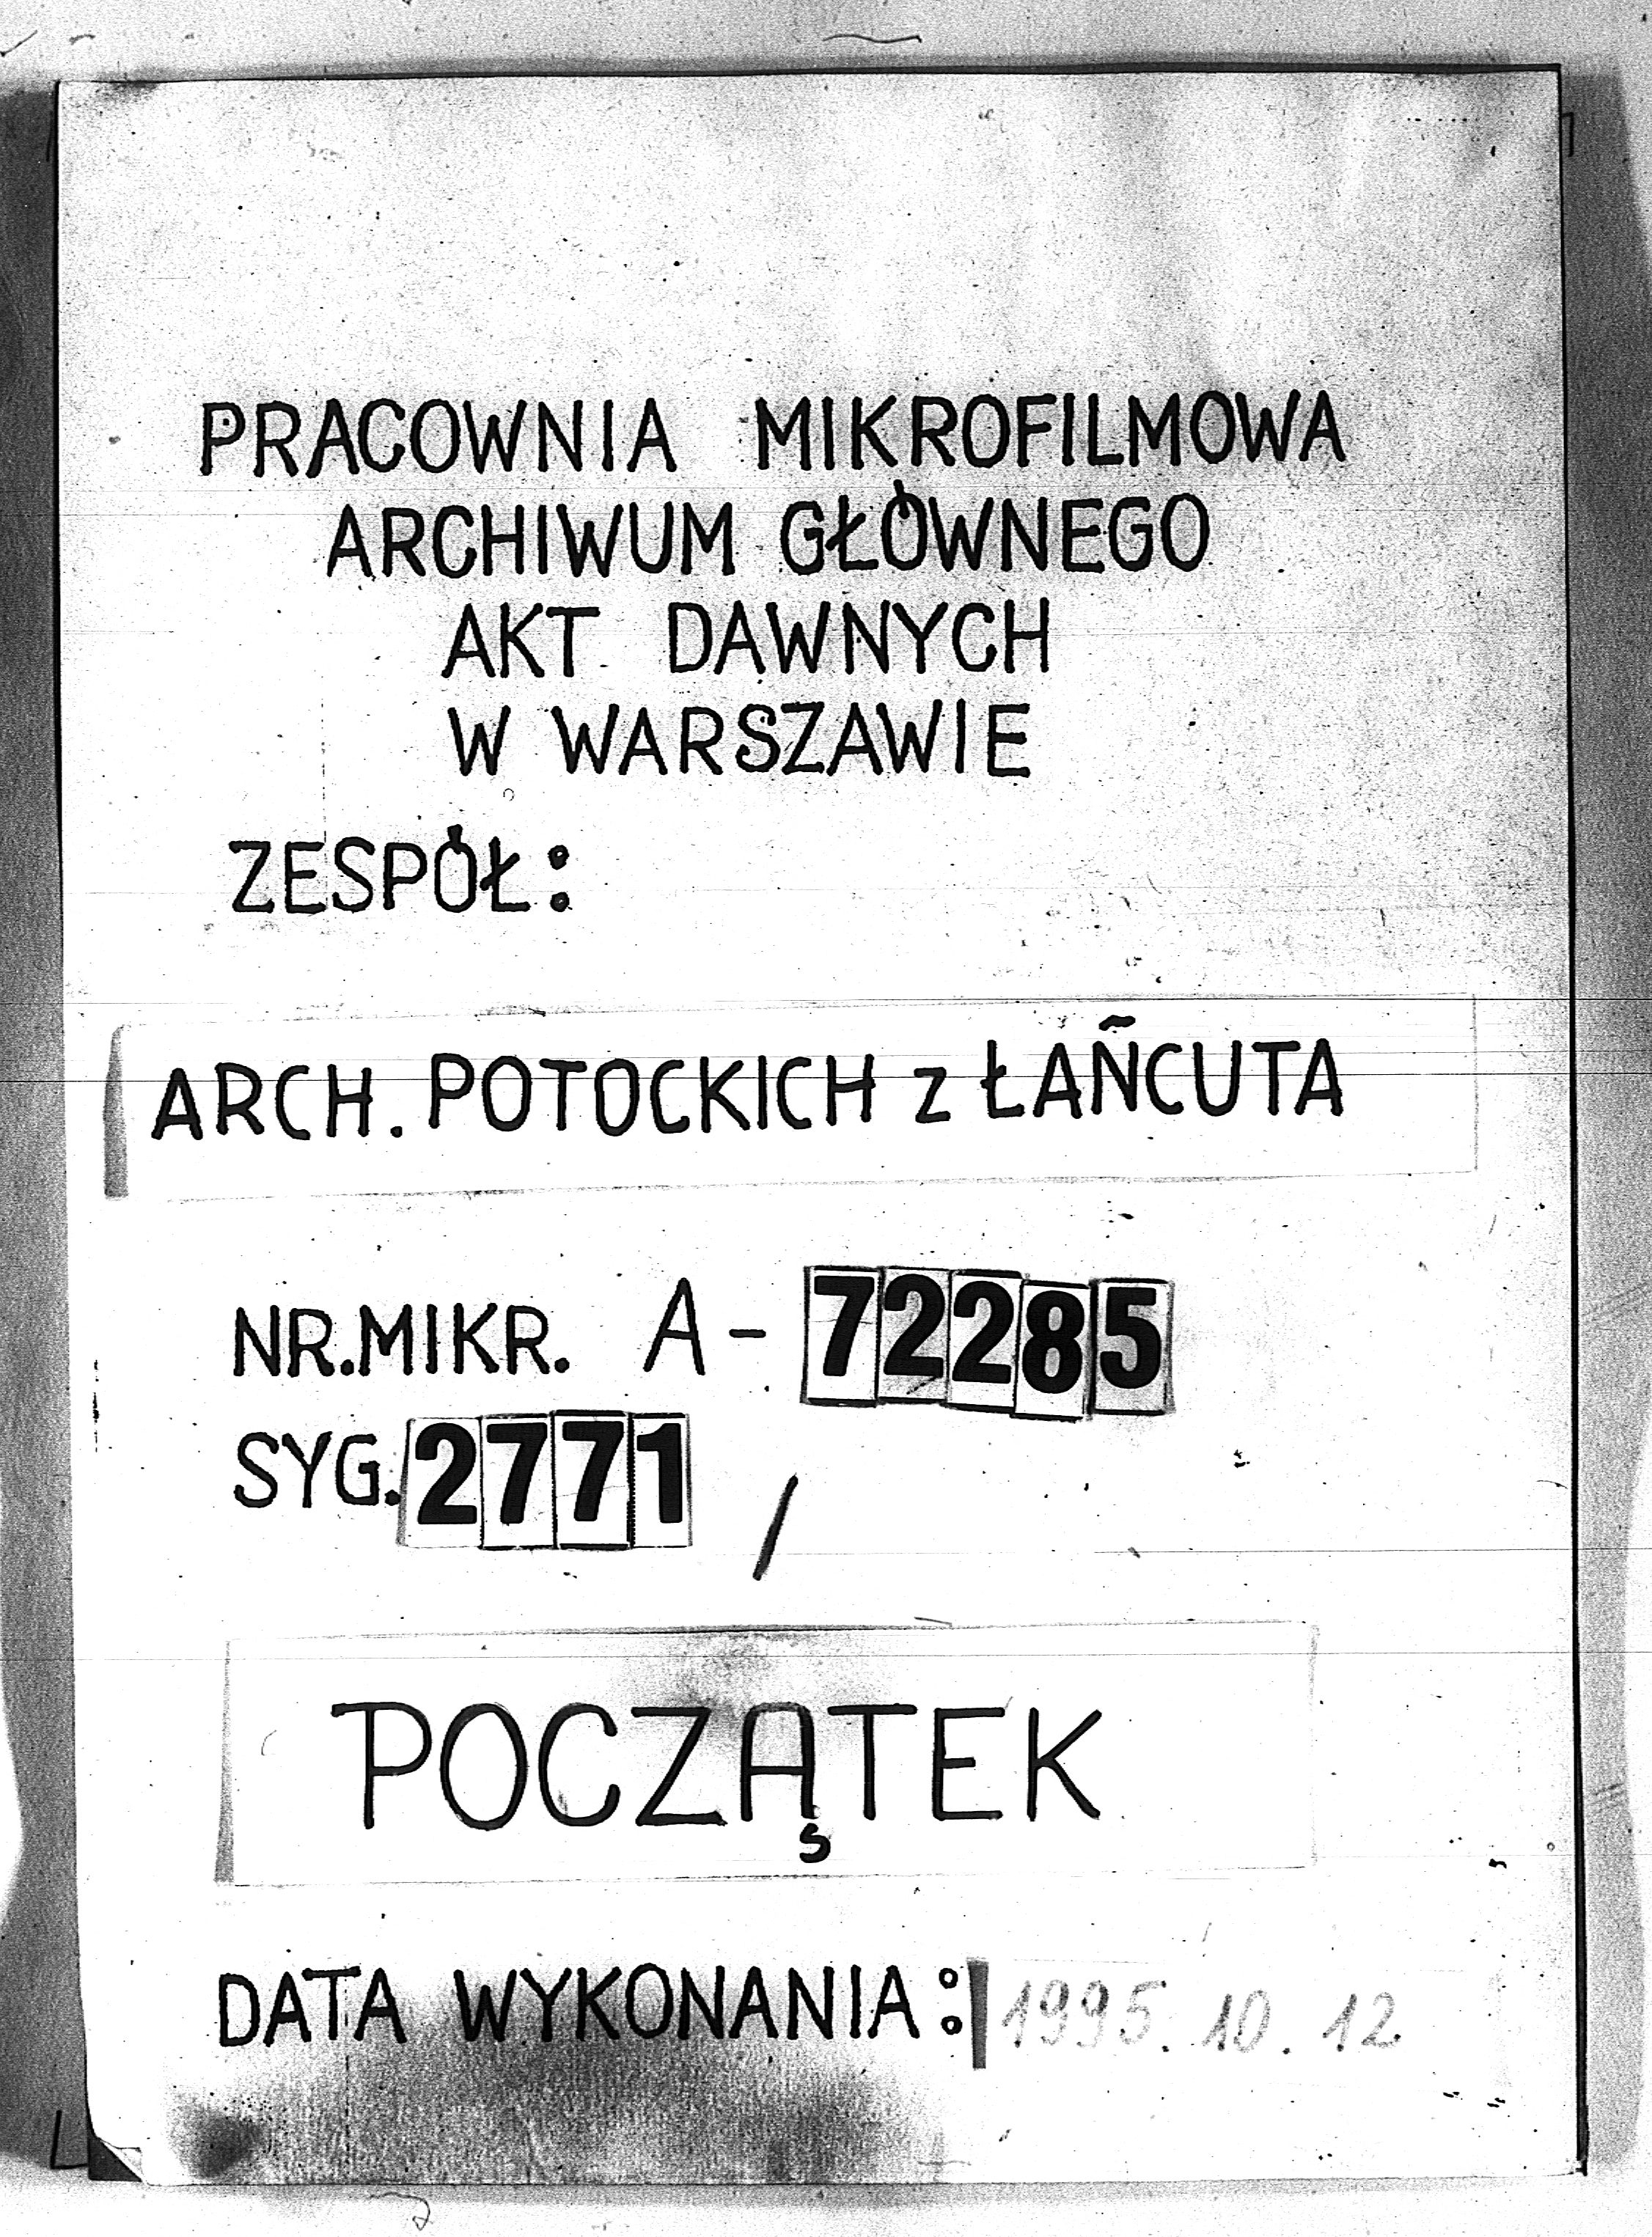 PRACOWNIA MIKROFILMOWA
ARCHIWUM GŁÓWNEGO
AKT DAWNYCH
W WARSZAWIE
ZESPÓŁ:
ARCH. POTOCKICH z ŁAŃCUTA
NR.MIKR. A-72285
SYG.2771 /
POCZĄTEK
DATA WYKONANIA: 1995.10.12